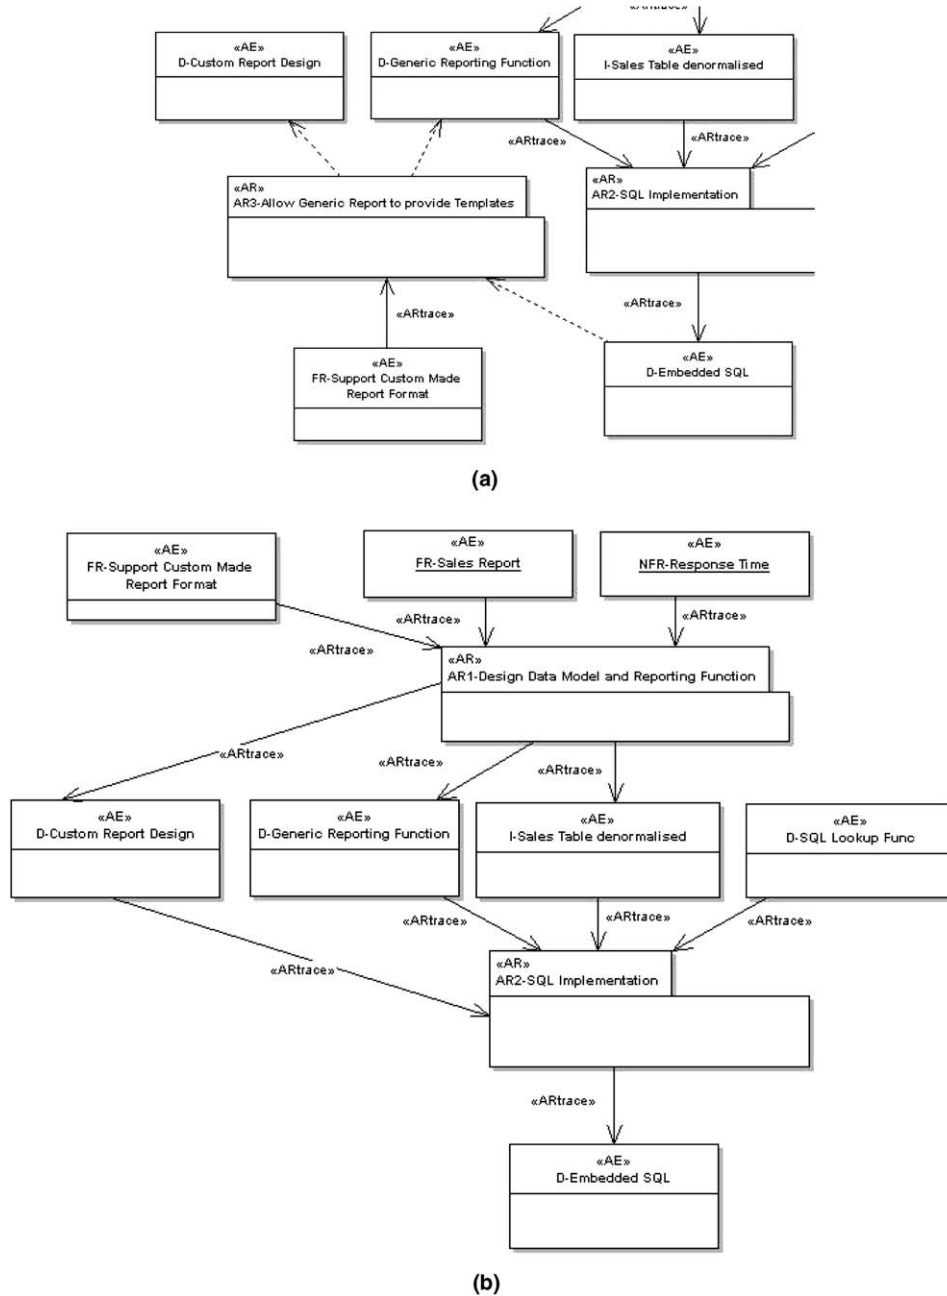 «ARtrace»
«AE»
D-Custom Report Design
«AE»
D-Generic Reporting Function
«AE»
I-Sales Table denormalised
«ARtrace»
«ARtrace»
«AR»
AR3-Allow Generic Report to provide Templates
«AR»
AR2-SQL Implementation
«ARtrace»
«ARtrace»
«AE»
FR-Support Custom Made
Report Format
«AE»
D-Embedded SQL
(a)
«AE»
FR-Support Custom Made
Report Format
«AE»
FR-Sales Report
«AE»
NFR-Response Time
«ARtrace»
«ARtrace»
«ARtrace»
«AR»
AR1-Design Data Model and Reporting Function
«ARtrace»
«ARtrace»
«ARtrace»
«AE»
D-Custom Report Design
«AE»
D-Generic Reporting Function
«AE»
I-Sales Table denormalised
«AE»
D-SQL Lookup Func
«ARtrace»
«ARtrace»
«ARtrace»
«ARtrace»
«AR»
AR2-SQL Implementation
«ARtrace»
«AE»
D-Embedded SQL
(b)